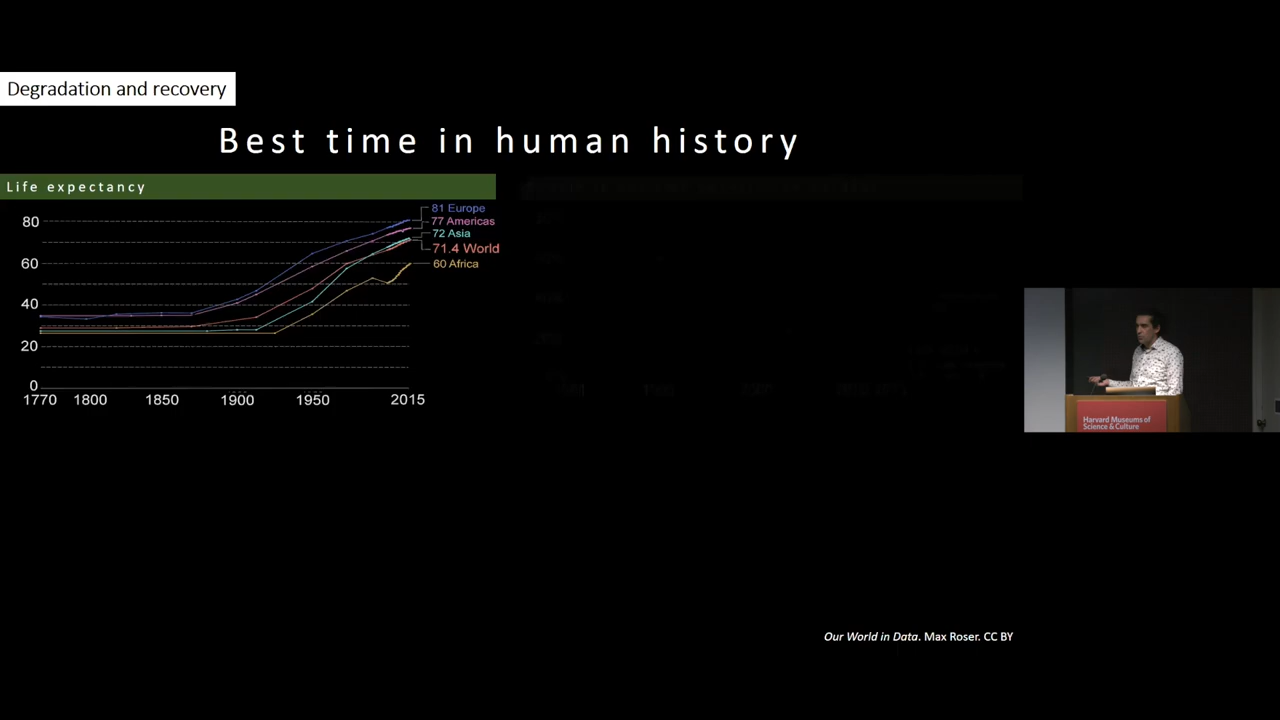 Degradation and recovery
Best time in human history
Life expectancy
80
60
40
20
0
1770 1800 1850 1900 1950 2015
81 Europe
77 Americas
72 Asia
71.4 World
60 Africa
Harvard Museums of
Science & Culture
Our World in Data. Max Roser. CC BY